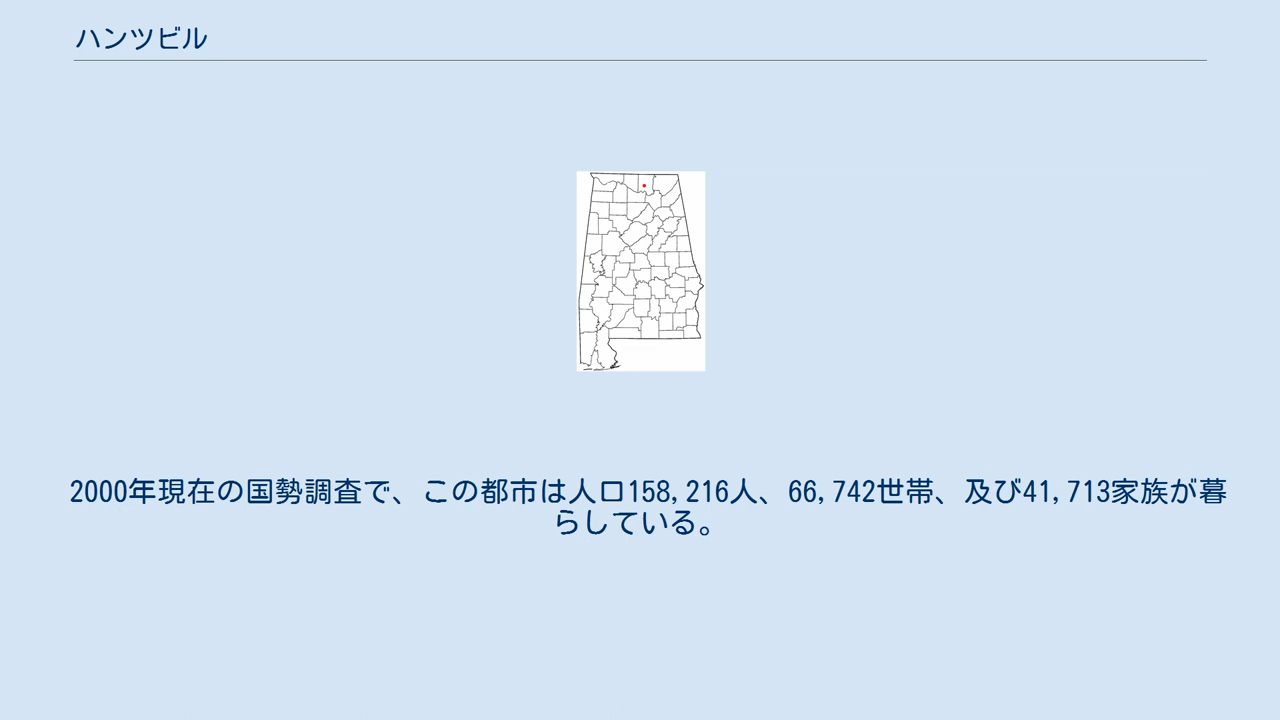 ハンツビル
2000年現在の国勢調査で、この都市は人口158,216人、66,742世帯、及び41,713家族が暮
らしている。